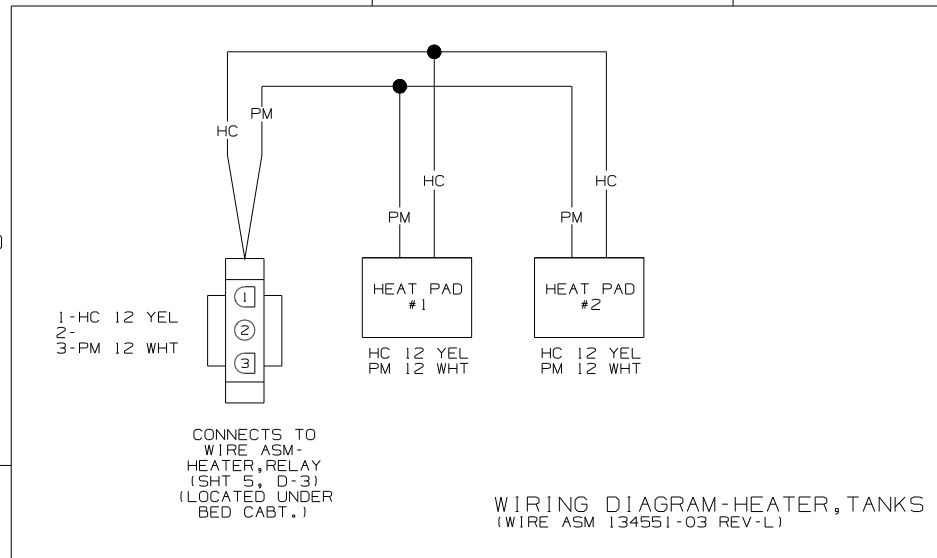 HC
PM
HC
HC
PM
PM
1
2
3
1-HC 12 YEL
2-
3-PM 12 WHT
HEAT PAD
#1
HC 12 YEL
PM 12 WHT
HEAT PAD
#2
HC 12 YEL
PM 12 WHT
CONNECTS TO
WIRE ASM-
HEATER,RELAY
(SHT 5, D-3)
(LOCATED UNDER
BED CABT.)
WIRING DIAGRAM-HEATER,TANKS
(WIRE ASM 134551-03 REV-L)